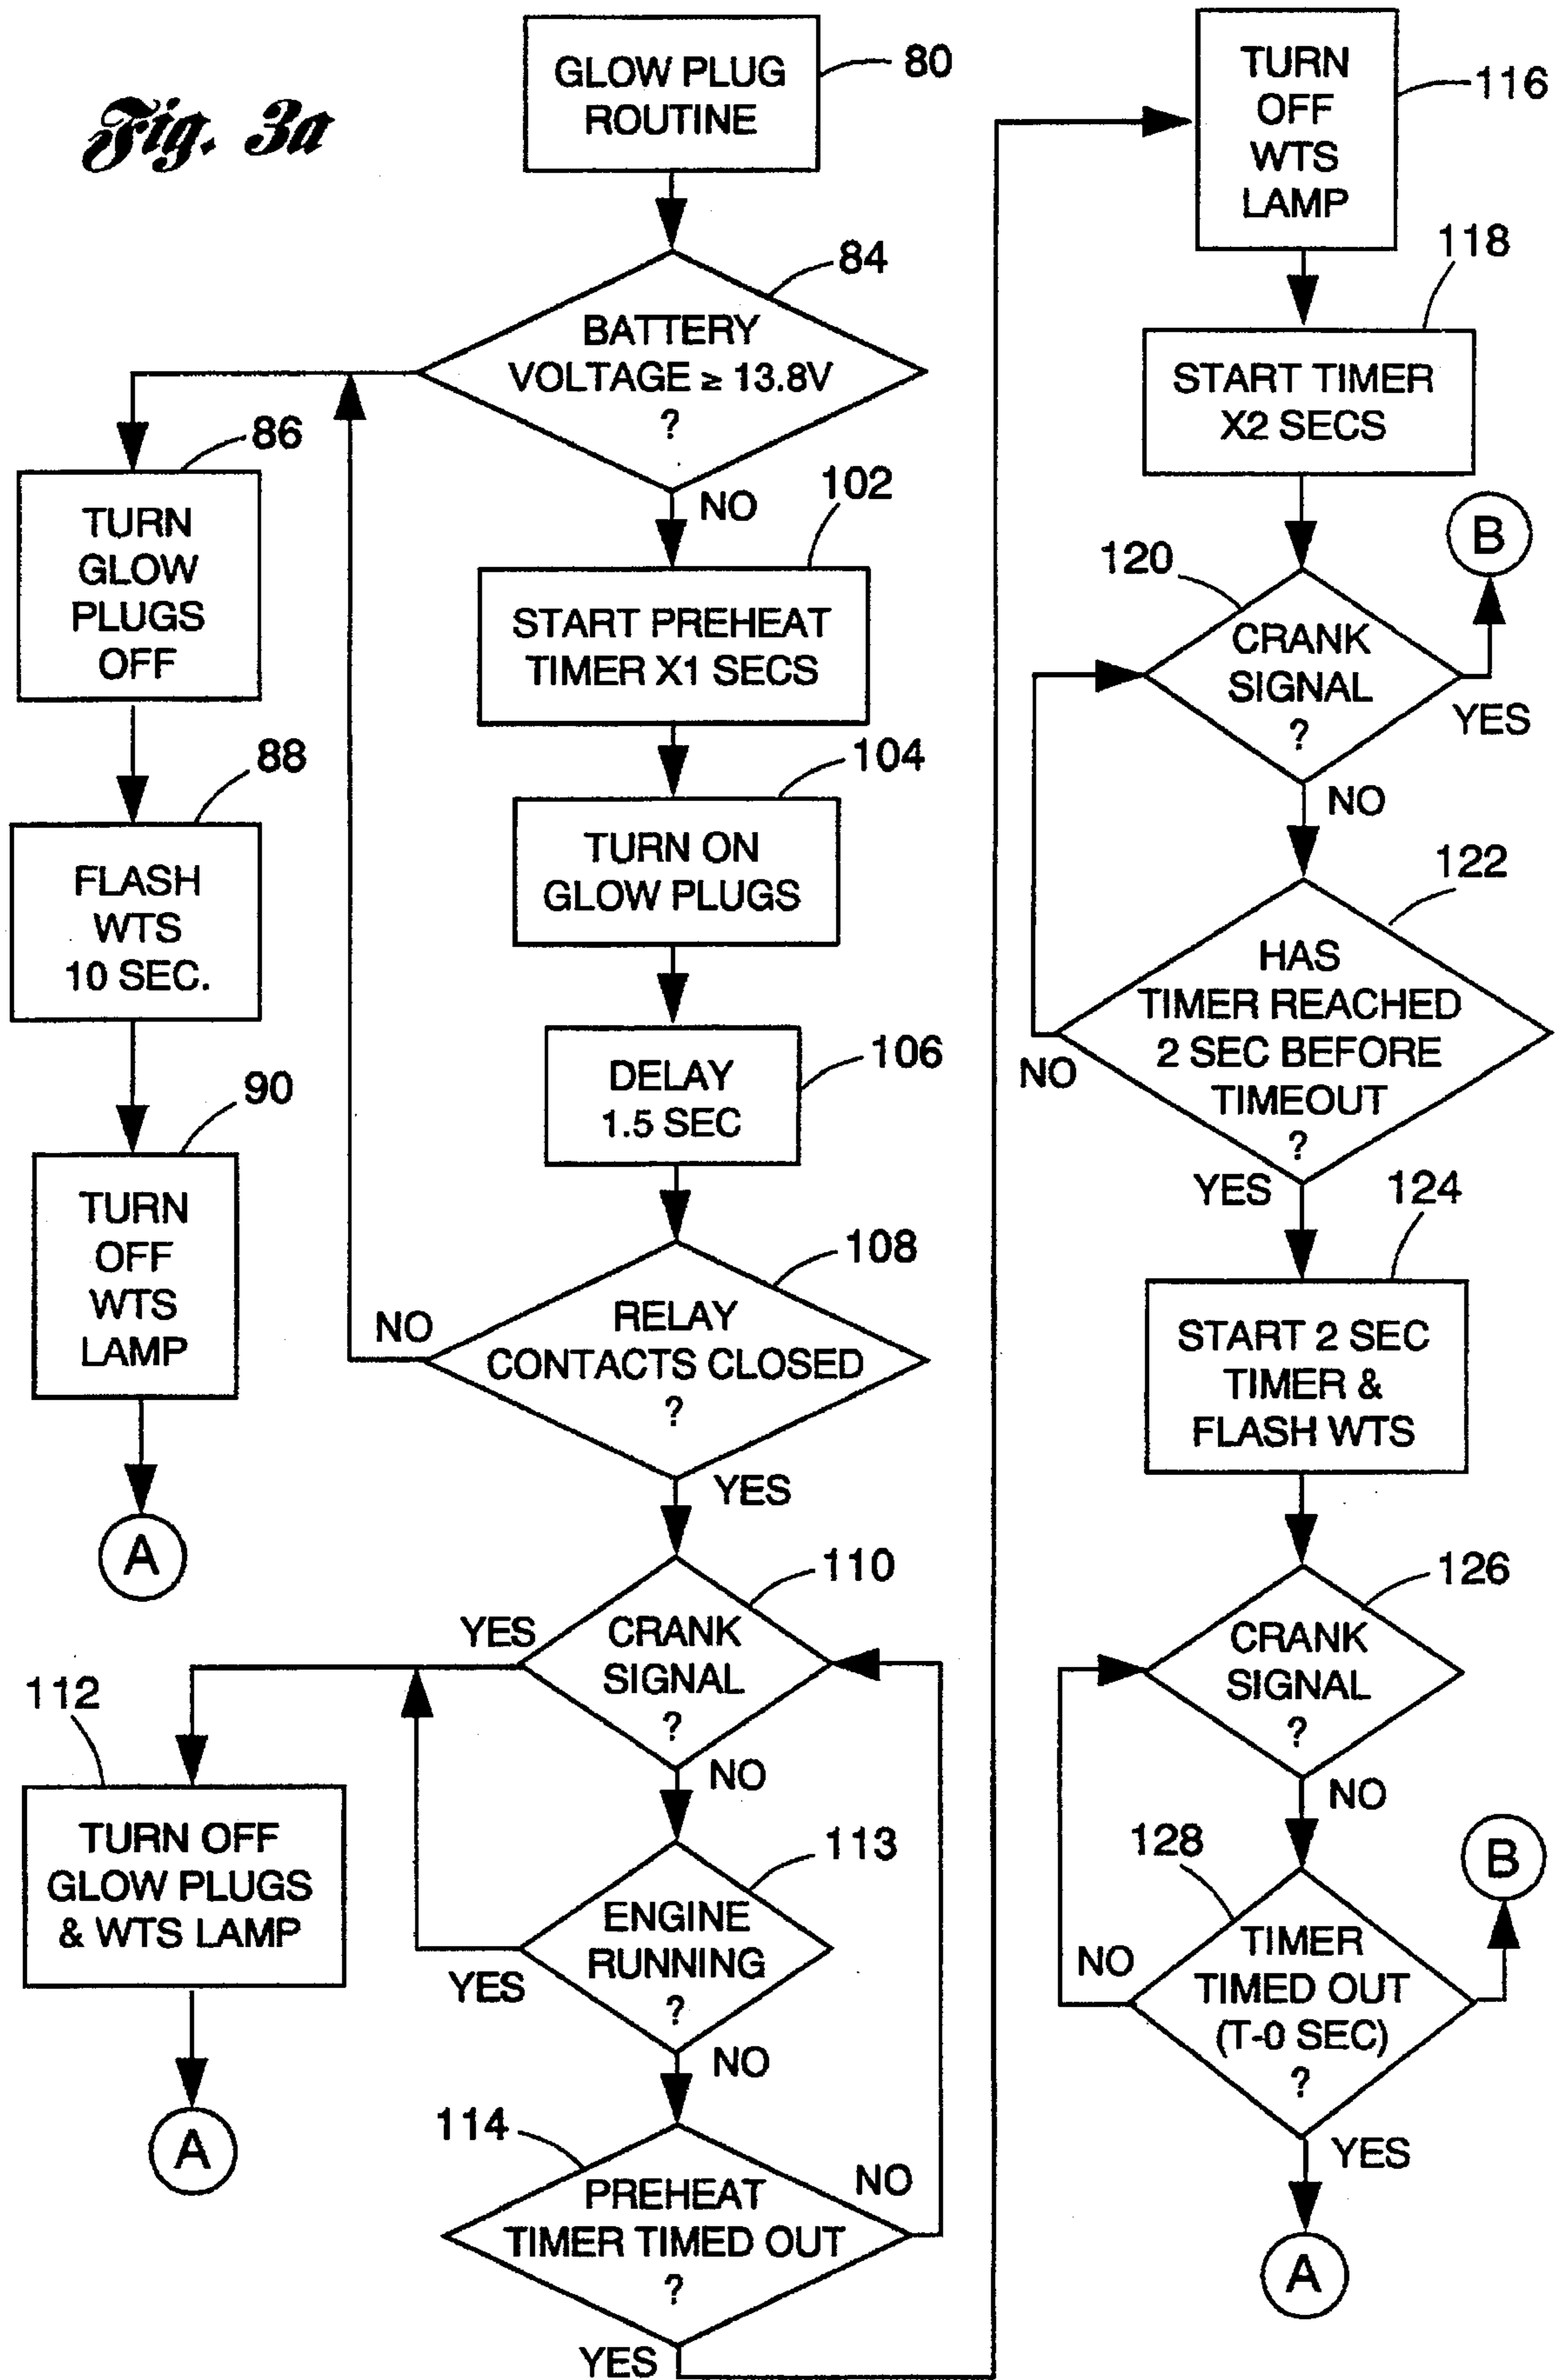 Fig. 3a
GLOW PLUG
ROUTINE
80
BATTERY
VOLTAGE ≥ 13.8V
?
84
NO
TURN
GLOW
PLUGS
OFF
86
FLASH
WTS
10 SEC.
88
TURN
OFF
WTS
LAMP
90
A
START PREHEAT
TIMER X1 SECS
102
TURN ON
GLOW PLUGS
104
DELAY
1.5 SEC
106
RELAY
CONTACTS CLOSED
?
108
NO
YES
CRANK
SIGNAL
?
110
YES
NO
TURN OFF
GLOW PLUGS
& WTS LAMP
112
A
ENGINE
RUNNING
?
113
YES
NO
PREHEAT
TIMER TIMED OUT
?
114
NO
YES
TURN
OFF
WTS
LAMP
116
START TIMER
X2 SECS
118
CRANK
SIGNAL
?
120
B
YES
NO
HAS
TIMER REACHED
2 SEC BEFORE
TIMEOUT
?
122
NO
YES
START 2 SEC
TIMER &
FLASH WTS
124
CRANK
SIGNAL
?
126
NO
TIMER
TIMED OUT
(T-0 SEC)
?
128
B
NO
YES
A